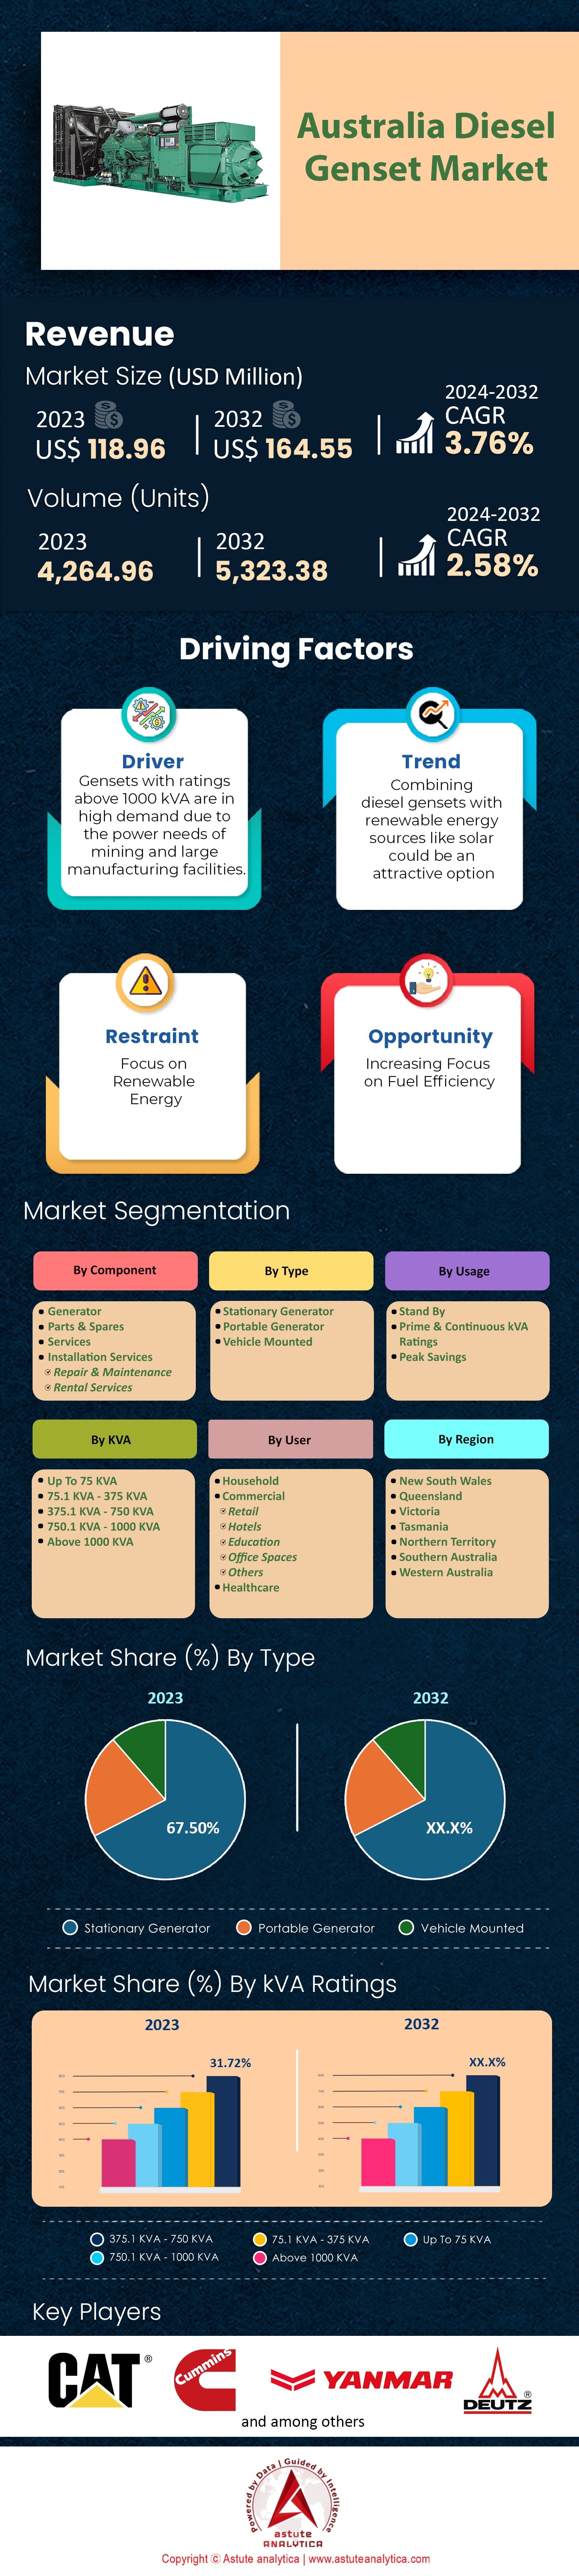 Australia Diesel
Genset Market
Revenue
Market Size (USD Million)
2023
US$ 118.96
2032
US$ 164.55
2024-2032
CAGR
3.76%
Volume (Units)
2023
4,264.96
2032
5,323.38
2024-2032
CAGR
2.58%
Driving Factors
Driver
Gensets with ratings
above 1000 kVA are in
high demand due to
the power needs of
mining and large
manufacturing facilities.
Trend
Combining
diesel gensets with
renewable energy
sources like solar
could be an
attractive option
Restraint
Focus on
Renewable
Energy
Opportunity
Increasing Focus
on Fuel Efficiency
Market Segmentation
By Component
Generator
Parts & Spares
Services
Installation Services
Repair & Maintenance
Rental Services
By Type
Stationary Generator
Portable Generator
Vehicle Mounted
By Usage
Stand By
Prime & Continuous kVA
Ratings
Peak Savings
By KVA
Up To 75 KVA
75.1 KVA - 375 KVA
375.1 KVA - 750 KVA
750.1 KVA - 1000 KVA
Above 1000 KVA
By User
Household
Commercial
Retail
Hotels
Education
Office Spaces
Others
Healthcare
By Region
New South Wales
Queensland
Victoria
Tasmania
Northern Territory
Southern Australia
Western Australia
Market Share (%) By Type
2023
67.50%
2032
XX.X%
Stationary Generator
Portable Generator
Vehicle Mounted
Market Share (%) By kVA Ratings
2023
31.72%
2032
XX.X%
375.1 KVA - 750 KVA
75.1 KVA - 375 KVA
Up To 75 KVA
750.1 KVA - 1000 KVA
Above 1000 KVA
Key Players
CAT ®
Cummins
YANMAR
DEUTZ ®
and among others
Powered by Data | Guided by Intelligence
astute
ANALYTICA
Copyright © Astute analytica | www.astuteanalytica.com